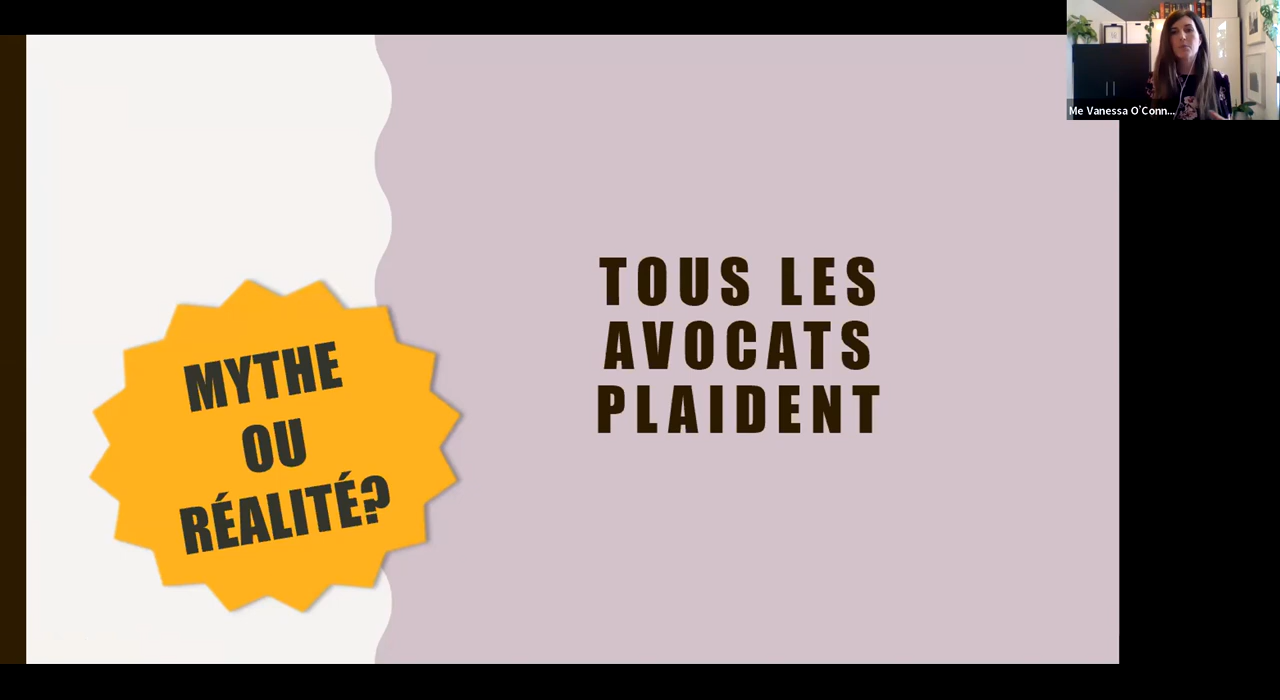 Me Vanessa O'Conn...
TOUS LES
AVOCATS
PLAIDENT
MYTHE
OU
RÉALITÉ?